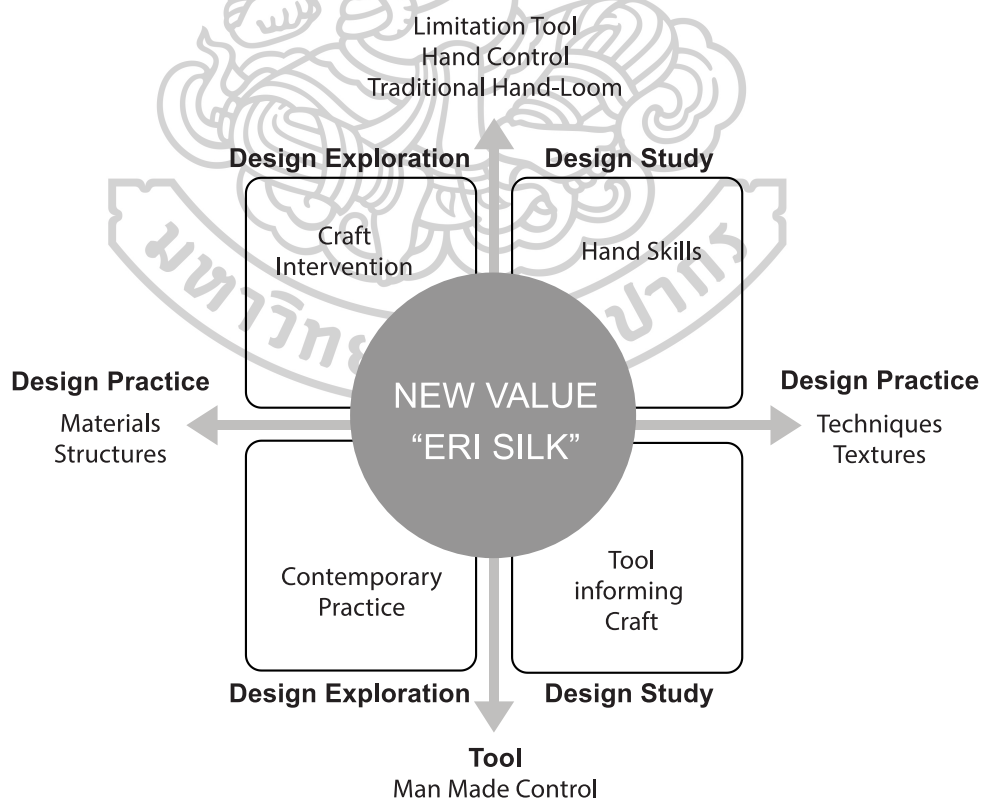 Limitation Tool
Hand Control
Traditional Hand-Loom
Design Exploration
Design Study
Craft
Intervention
Hand Skills
Design Practice
Materials
Structures
NEW VALUE
“ERI SILK”
Design Practice
Techniques
Textures
Contemporary
Practice
Tool
informing
Craft
Design Exploration
Design Study
Tool
Man Made Control